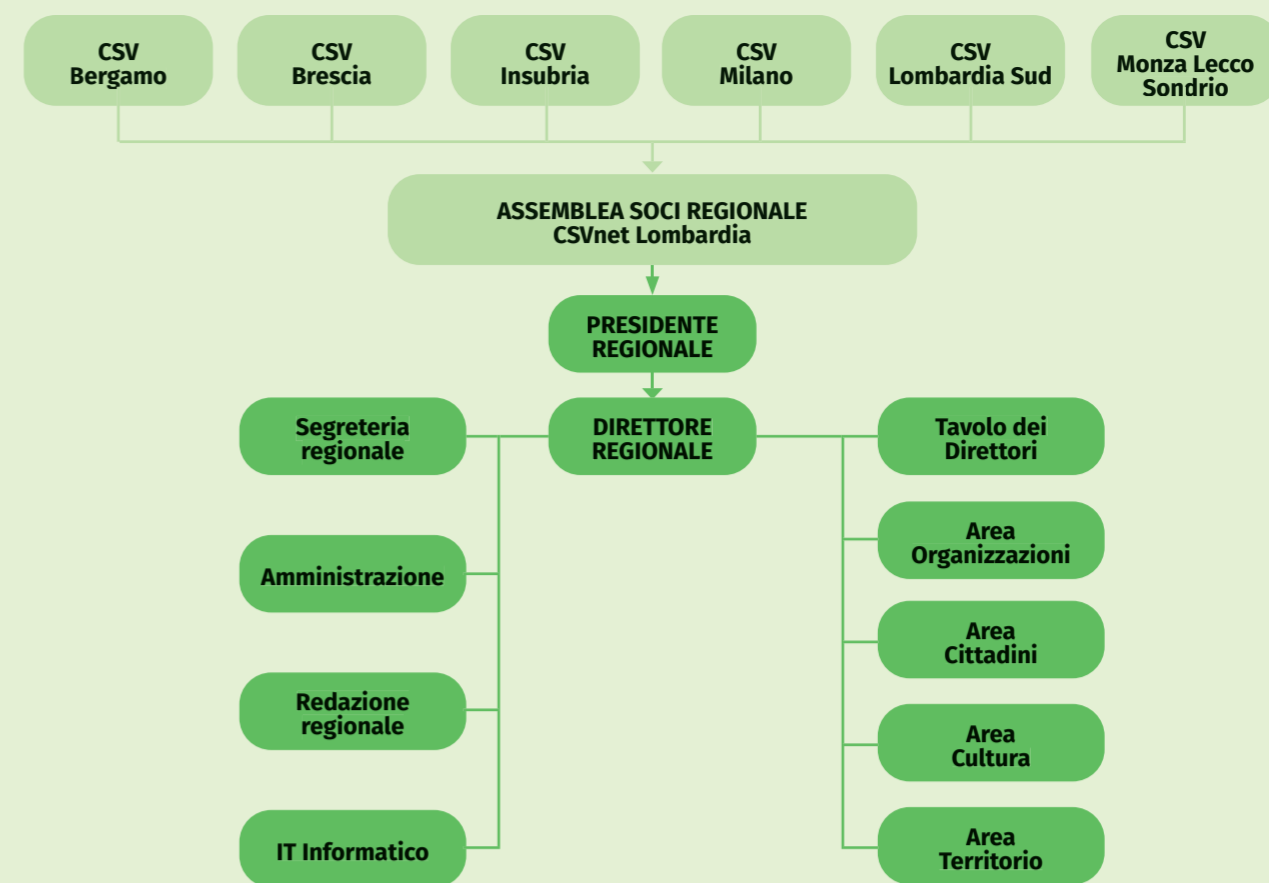 CSV
Bergamo
CSV
Brescia
CSV
Insubria
CSV
Milano
CSV
Lombardia Sud
CSV
Monza Lecco
Sondrio
ASSEMBLEA SOCI REGIONALE
CSVnet Lombardia
PRESIDENTE
REGIONALE
DIRETTORE
REGIONALE
Segreteria
regionale
Amministrazione
Redazione
regionale
IT Informatico
Tavolo dei
Direttori
Area
Organizzazioni
Area
Cittadini
Area
Cultura
Area
Territorio